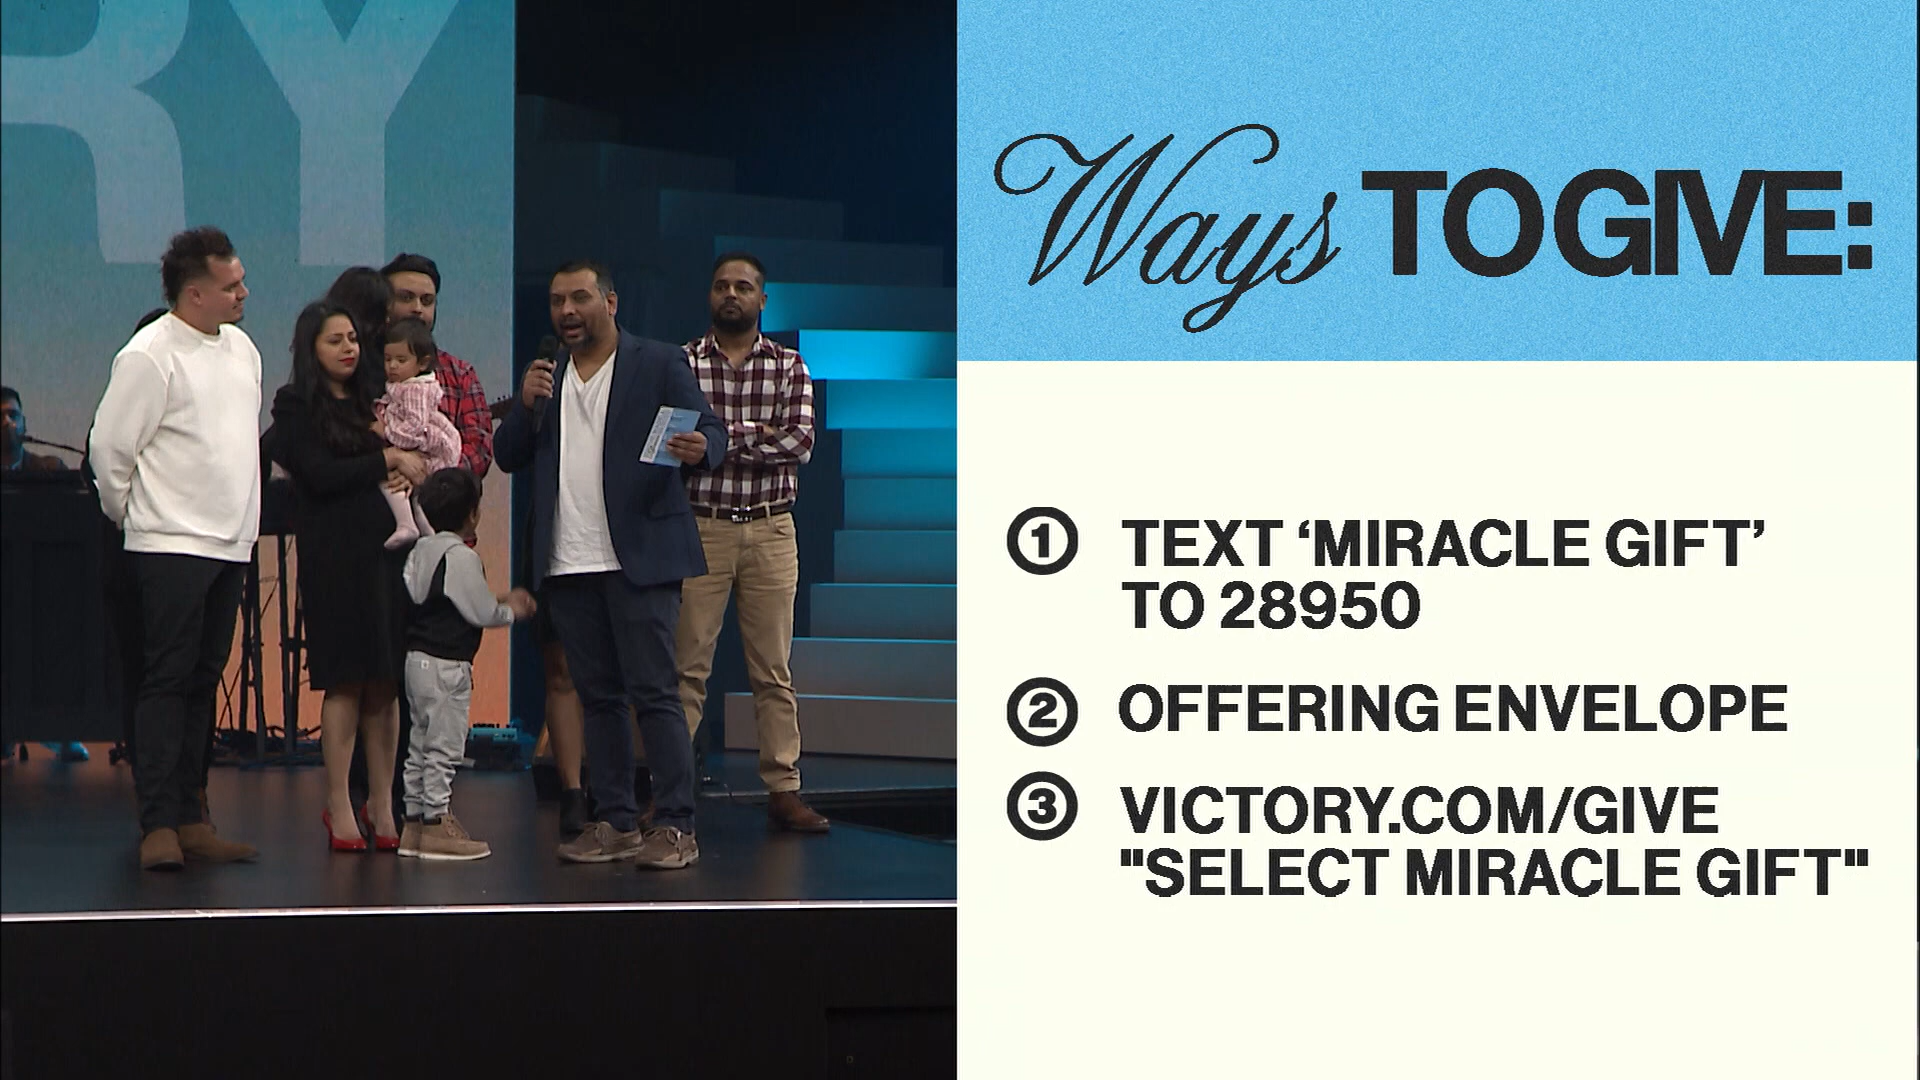 RY
Ways TO GIVE:
1 TEXT ‘MIRACLE GIFT’
TO 28950
2 OFFERING ENVELOPE
3 VICTORY.COM/GIVE
"SELECT MIRACLE GIFT"